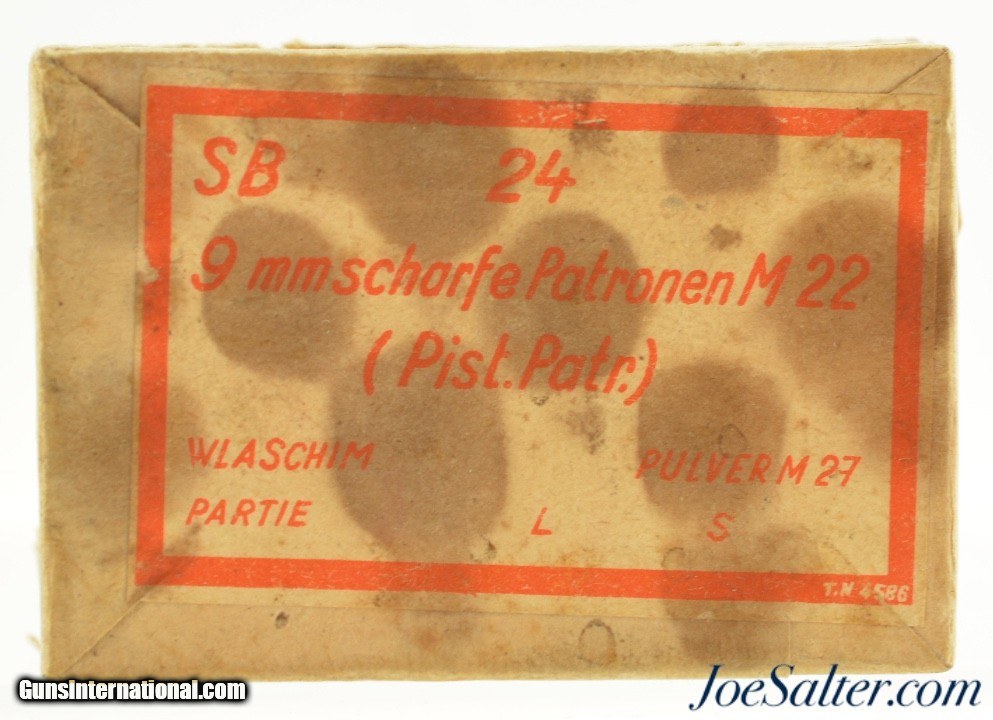 SB 24
9 mm scharfe Patronen M 22
(Pist. Patr.)
WLASCHIM PULVER M 27
PARTIE L S
T.N 4586
GunsInternational.com
JoeSalter.com